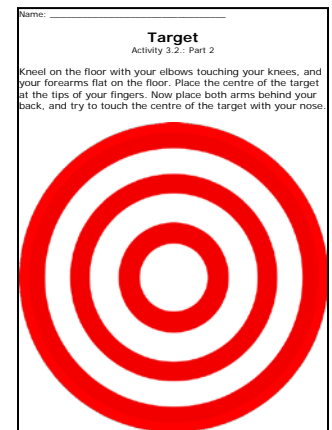 Name: ___________________________________
Target
Activity 3.2.: Part 2
Kneel on the floor with your elbows touching your knees, and
your forearms flat on the floor. Place the centre of the target
at the tips of your fingers. Now place both arms behind your
back, and try to touch the centre of the target with your nose.